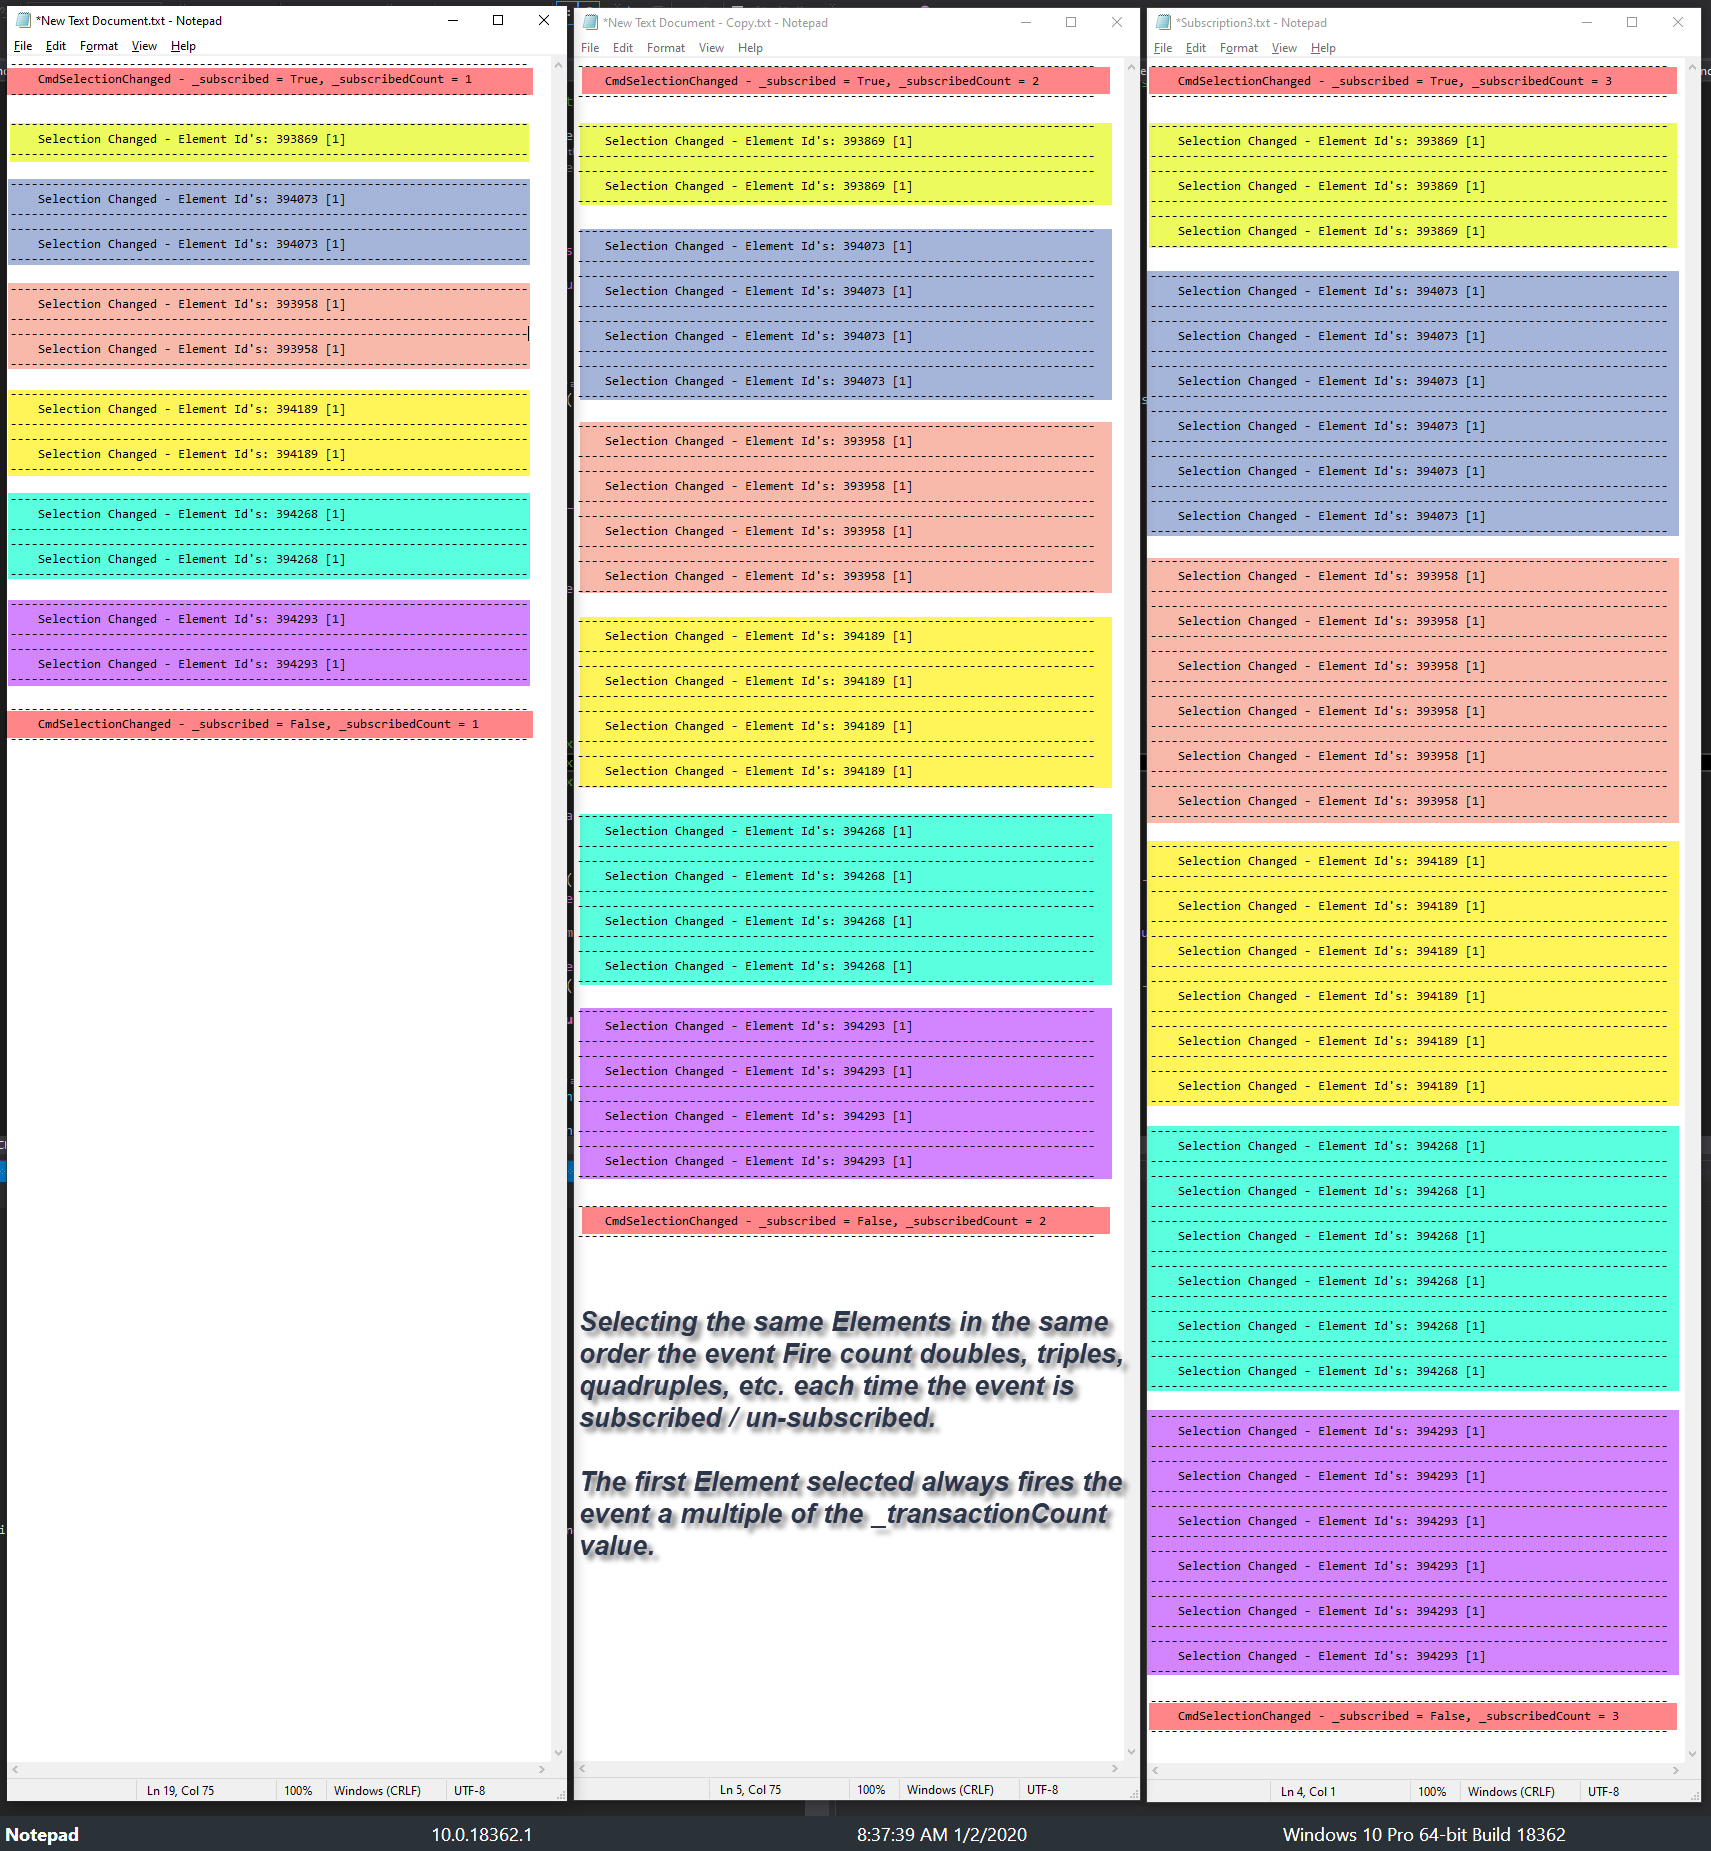 *New Text Document.txt - Notepad
File Edit Format View Help
CmdSelectionChanged - _subscribed = True, _subscribedCount = 1
Selection Changed - Element Id's: 393869 [1]
Selection Changed - Element Id's: 394073 [1]
Selection Changed - Element Id's: 394073 [1]
Selection Changed - Element Id's: 393958 [1]
Selection Changed - Element Id's: 393958 [1]
Selection Changed - Element Id's: 394189 [1]
Selection Changed - Element Id's: 394189 [1]
Selection Changed - Element Id's: 394268 [1]
Selection Changed - Element Id's: 394268 [1]
Selection Changed - Element Id's: 394293 [1]
Selection Changed - Element Id's: 394293 [1]
CmdSelectionChanged - _subscribed = False, _subscribedCount = 1
Ln 19, Col 75 100% Windows (CRLF) UTF-8
*New Text Document - Copy.txt - Notepad
File Edit Format View Help
CmdSelectionChanged - _subscribed = True, _subscribedCount = 2
Selection Changed - Element Id's: 393869 [1]
Selection Changed - Element Id's: 393869 [1]
Selection Changed - Element Id's: 394073 [1]
Selection Changed - Element Id's: 394073 [1]
Selection Changed - Element Id's: 394073 [1]
Selection Changed - Element Id's: 394073 [1]
Selection Changed - Element Id's: 393958 [1]
Selection Changed - Element Id's: 393958 [1]
Selection Changed - Element Id's: 393958 [1]
Selection Changed - Element Id's: 393958 [1]
Selection Changed - Element Id's: 394189 [1]
Selection Changed - Element Id's: 394189 [1]
Selection Changed - Element Id's: 394189 [1]
Selection Changed - Element Id's: 394189 [1]
Selection Changed - Element Id's: 394268 [1]
Selection Changed - Element Id's: 394268 [1]
Selection Changed - Element Id's: 394268 [1]
Selection Changed - Element Id's: 394268 [1]
Selection Changed - Element Id's: 394293 [1]
Selection Changed - Element Id's: 394293 [1]
Selection Changed - Element Id's: 394293 [1]
Selection Changed - Element Id's: 394293 [1]
CmdSelectionChanged - _subscribed = False, _subscribedCount = 2
Selecting the same Elements in the same
order the event Fire count doubles, triples,
quadruples, etc. each time the event is
subscribed / un-subscribed.
The first Element selected always fires the
event a multiple of the _transactionCount
value.
Ln 5, Col 75 100% Windows (CRLF) UTF-8
*Subscription3.txt - Notepad
File Edit Format View Help
CmdSelectionChanged - _subscribed = True, _subscribedCount = 3
Selection Changed - Element Id's: 393869 [1]
Selection Changed - Element Id's: 393869 [1]
Selection Changed - Element Id's: 393869 [1]
Selection Changed - Element Id's: 394073 [1]
Selection Changed - Element Id's: 394073 [1]
Selection Changed - Element Id's: 394073 [1]
Selection Changed - Element Id's: 394073 [1]
Selection Changed - Element Id's: 394073 [1]
Selection Changed - Element Id's: 394073 [1]
Selection Changed - Element Id's: 393958 [1]
Selection Changed - Element Id's: 393958 [1]
Selection Changed - Element Id's: 393958 [1]
Selection Changed - Element Id's: 393958 [1]
Selection Changed - Element Id's: 393958 [1]
Selection Changed - Element Id's: 393958 [1]
Selection Changed - Element Id's: 394189 [1]
Selection Changed - Element Id's: 394189 [1]
Selection Changed - Element Id's: 394189 [1]
Selection Changed - Element Id's: 394189 [1]
Selection Changed - Element Id's: 394189 [1]
Selection Changed - Element Id's: 394189 [1]
Selection Changed - Element Id's: 394268 [1]
Selection Changed - Element Id's: 394268 [1]
Selection Changed - Element Id's: 394268 [1]
Selection Changed - Element Id's: 394268 [1]
Selection Changed - Element Id's: 394268 [1]
Selection Changed - Element Id's: 394268 [1]
Selection Changed - Element Id's: 394293 [1]
Selection Changed - Element Id's: 394293 [1]
Selection Changed - Element Id's: 394293 [1]
Selection Changed - Element Id's: 394293 [1]
Selection Changed - Element Id's: 394293 [1]
Selection Changed - Element Id's: 394293 [1]
CmdSelectionChanged - _subscribed = False, _subscribedCount = 3
Ln 4, Col 1 100% Windows (CRLF) UTF-8
Notepad 10.0.18362.1 8:37:39 AM 1/2/2020 Windows 10 Pro 64-bit Build 18362